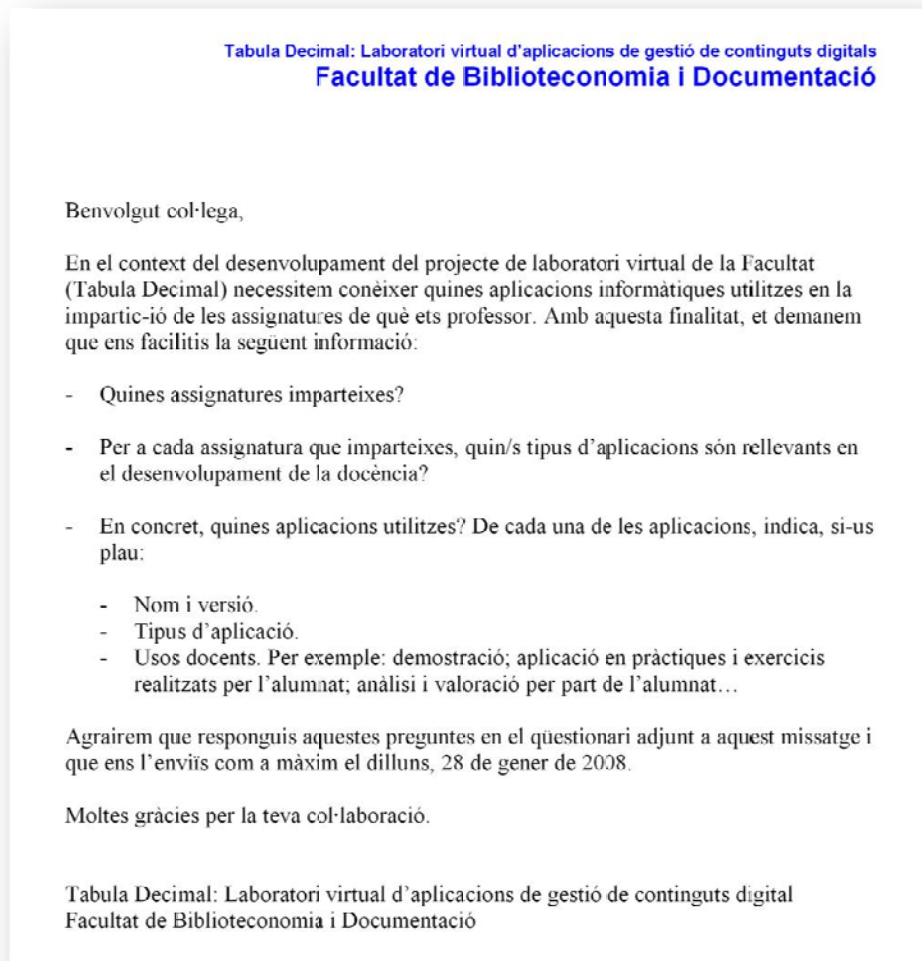 Tabula Decimal: Laboratori virtual d'aplicacions de gestió de continguts digitals
Facultat de Biblioteconomia i Documentació
Benvolgut col·lega,
En el context del desenvolupament del projecte de laboratori virtual de la Facultat
(Tabula Decimal) necessitem conèixer quines aplicacions informàtiques utilitzes en la
impartic-ió de les assignatures de què ets professor. Amb aquesta finalitat, et demanem
que ens facilitis la següent informació:
- Quines assignatures imparteixes?
- Per a cada assignatura que imparteixes, quin/s tipus d'aplicacions són rellevants en
el desenvolupament de la docència?
- En concret, quines aplicacions utilitzes? De cada una de les aplicacions, indica, si-us
plau:
- Nom i versió.
- Tipus d'aplicació.
- Usos docents. Per exemple: demostració; aplicació en pràctiques i exercicis
realitzats per l'alumnat; anàlisi i valoració per part de l'alumnat…
Agrairem que responguis aquestes preguntes en el qüestionari adjunt a aquest missatge i
que ens l'enviïs com a màxim el dilluns, 28 de gener de 2008.
Moltes gràcies per la teva col·laboració.
Tabula Decimal: Laboratori virtual d'aplicacions de gestió de continguts digital
Facultat de Biblioteconomia i Documentació